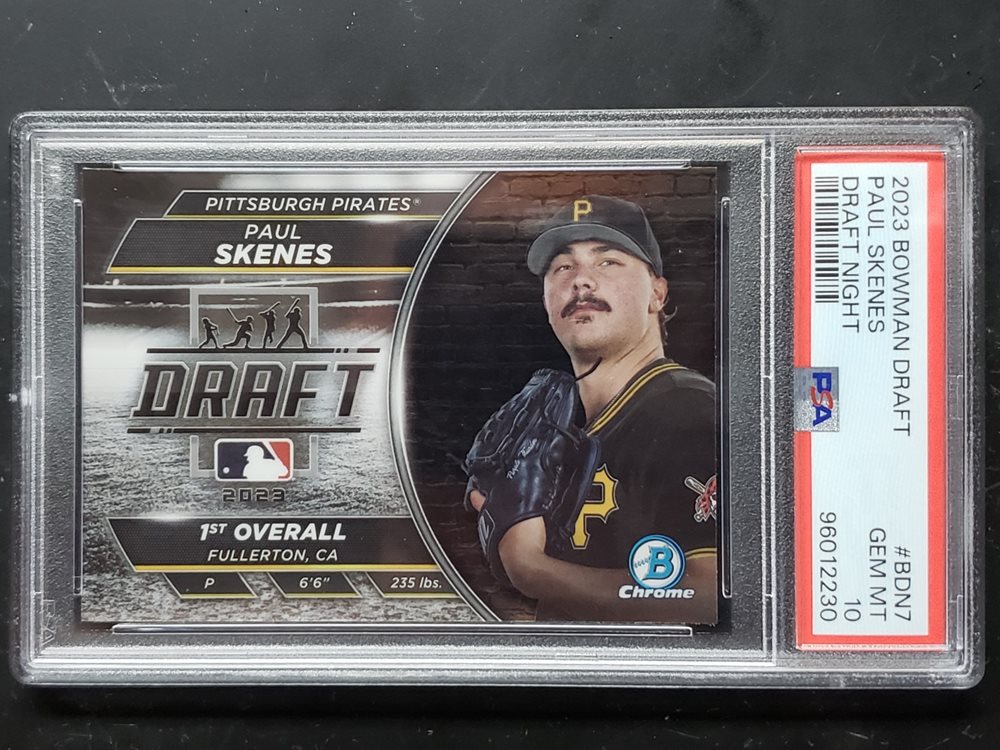 PITTSBURGH PIRATES®
PAUL
SKENES
DRAFT
2023
1ST OVERALL
FULLERTON, CA
P 6'6" 235 lbs.
P
P
B
Chrome
2023 BOWMAN DRAFT #BDN7
PAUL SKENES GEM MT
DRAFT NIGHT 10
PSA 96012230